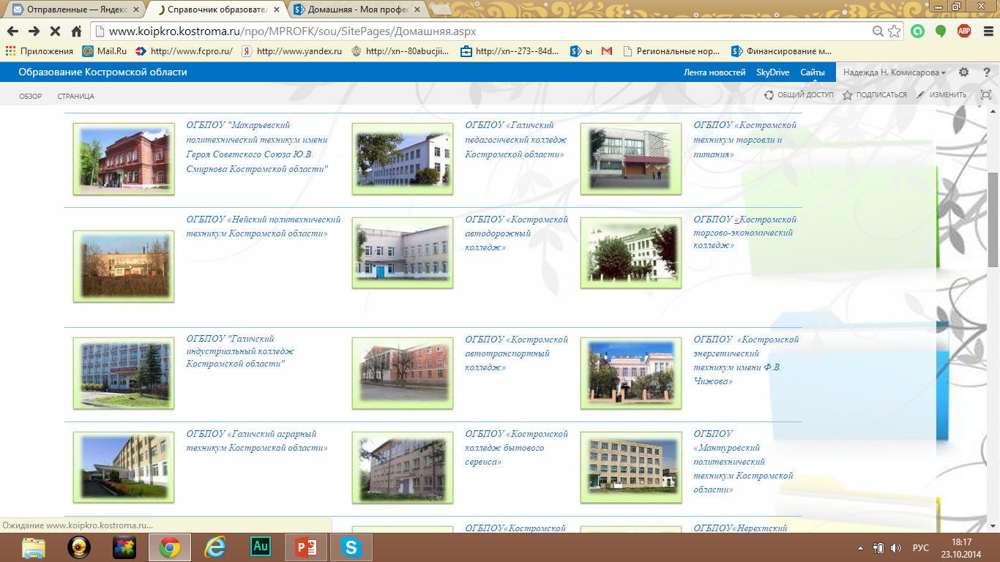 Отправленные — Яндекс
Справочник образовател
Домашняя - Моя профес
www.koipkro.kostroma.ru/npo/MPROFK/sou/SitePages/Домашняя.aspx
ABP
Приложения
Mail.Ru
http://www.fcpro.ru/
http://www.yandex.ru
http://xn--80abucjii...
http://xn--273--84d...
ы
Региональные нор...
Финансирование м...
Образование Костромской области
Лента новостей
SkyDrive
Сайты
Надежда Н. Комисарова
ОБЗОР
СТРАНИЦА
ОБЩИЙ ДОСТУП
ПОДПИСАТЬСЯ
ИЗМЕНИТЬ
ОГБПОУ "Макарьевский
политехнический техникум имени
Героя Советского Союза Ю.В.
Смирнова Костромской области"
ОГБПОУ «Галичский
педагогический колледж
Костромской области»
ОГБПОУ «Костромской
техникум торговли и
питания»
ОГБПОУ «Нейский политехнический
техникум Костромской области»
ОГБПОУ «Костромской
автодорожный
колледж»
ОГБПОУ «Костромской
торгово-экономический
колледж»
ОГБПОУ "Галичский
индустриальный колледж
Костромской области"
ОГБПОУ «Костромской
автотранспортный
колледж»
ОГБПОУ «Костромской
энергетический
техникум имени Ф.В.
Чижова»
ОГБПОУ «Галичский аграрный
техникум Костромской области»
ОГБПОУ «Костромской
колледж бытового
сервиса»
ОГБПОУ
«Мантуровский
политехнический
техникум Костромской
области»
ОГБПОУ«Костромской
ОГБПОУ«Нерехтский
Ожидание www.koipkro.kostroma.ru...
Au
РУС
18:17
23.10.2014